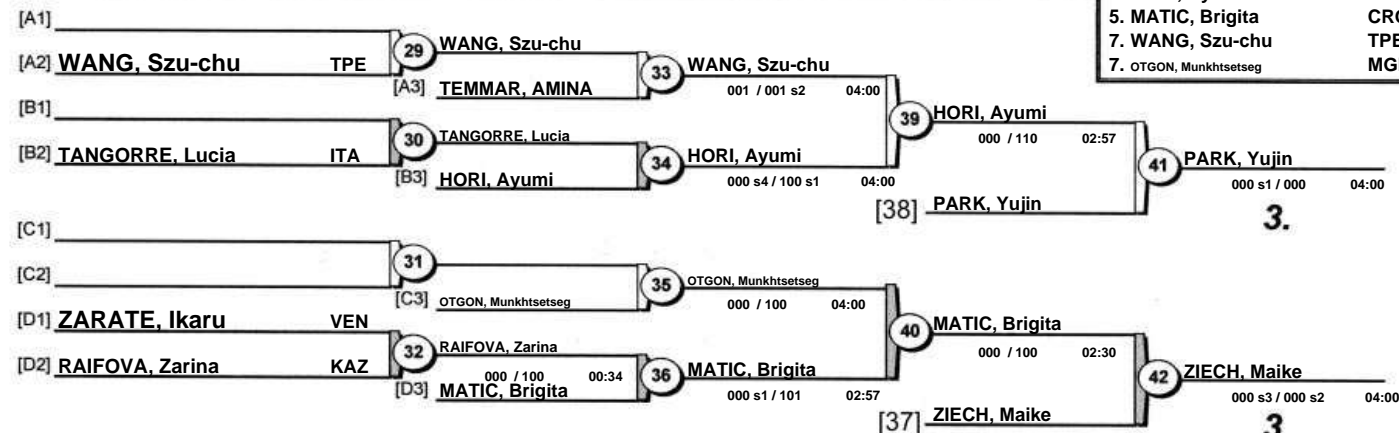 5. MATIC, Brigita CRO
7. WANG, Szu-chu TPE
7. OTGON, Munkhtsetseg
[A1]
[A2] WANG, Szu-chu TPE
29
WANG, Szu-chu
[A3] TEMMAR, AMINA
33
WANG, Szu-chu
001 / 001 s2 04:00
[B1]
[B2] TANGORRE, Lucia ITA
30
TANGORRE, Lucia
[B3] HORI, Ayumi
34
HORI, Ayumi
000 s4 / 100 s1 04:00
39
HORI, Ayumi
000 / 110 02:57
[38] PARK, Yujin
41
PARK, Yujin
000 s1 / 000 04:00
3.
[C1]
[C2]
31
[C3] OTGON, Munkhtsetseg
35
OTGON, Munkhtsetseg
000 / 100 04:00
[D1] ZARATE, Ikaru VEN
[D2] RAIFOVA, Zarina KAZ
32
RAIFOVA, Zarina
000 / 100 00:34
[D3] MATIC, Brigita
36
MATIC, Brigita
000 s1 / 101 02:57
40
MATIC, Brigita
000 / 100 02:30
[37] ZIECH, Maike
42
ZIECH, Maike
000 s3 / 000 s2 04:00
3